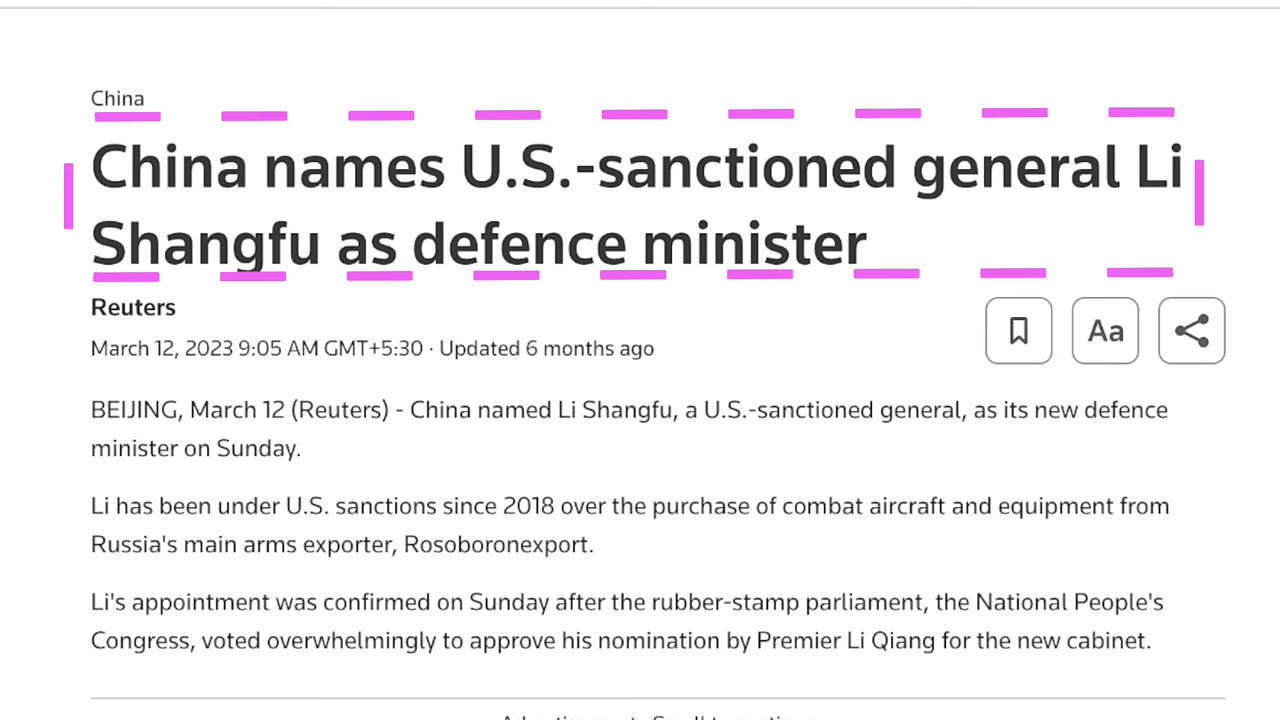 China
China names U.S.-sanctioned general Li
Shangfu as defence minister
Reuters
March 12, 2023 9:05 AM GMT+5:30 · Updated 6 months ago
Aa
BEIJING, March 12 (Reuters) - China named Li Shangfu, a U.S.-sanctioned general, as its new defence
minister on Sunday.
Li has been under U.S. sanctions since 2018 over the purchase of combat aircraft and equipment from
Russia's main arms exporter, Rosoboronexport.
Li's appointment was confirmed on Sunday after the rubber-stamp parliament, the National People's
Congress, voted overwhelmingly to approve his nomination by Premier Li Qiang for the new cabinet.